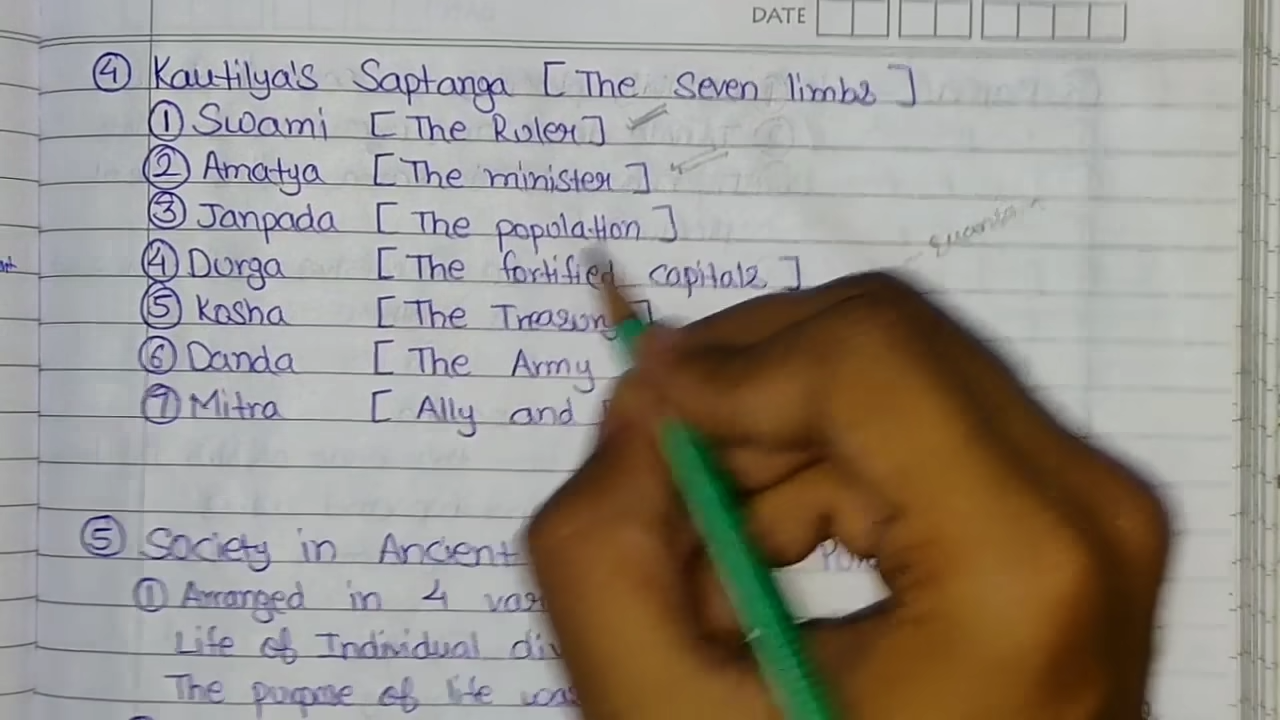 DATE
④ Kautilya's Saptanga [ The Seven limbs ]
① Swami [ The Ruler ]
② Amatya [ The minister ]
③ Janpada [ The population ]
④ Durga [ The fortified capitals ]
⑤ Kosha [ The Treasury ]
⑥ Danda [ The Army
⑦ Mitra [ Ally and
⑤ Society in Ancient
① Arranged in 4
Life of Individual
The purpose of life was